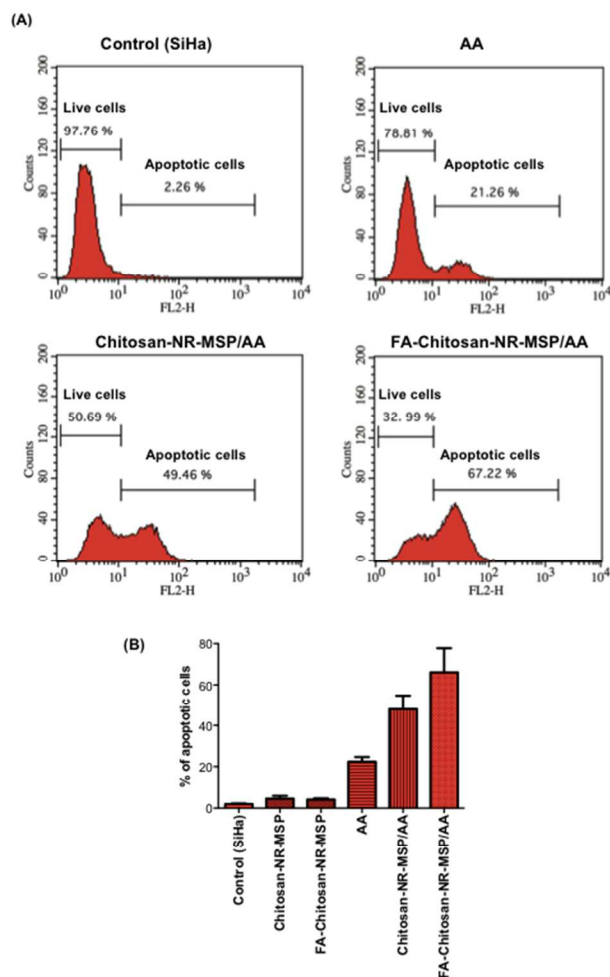 (A)
Control (SiHa)
200
160
120
80
40
0
Counts
Live cells
97.76 %
Apoptotic cells
2.26 %
10^0 10^1 10^2 10^3 10^4
FL2-H
AA
200
160
120
80
40
0
Counts
Live cells
78.81 %
Apoptotic cells
21.26 %
10^0 10^1 10^2 10^3 10^4
FL2-H
Chitosan-NR-MSP/AA
200
160
120
80
40
0
Counts
Live cells
50.69 %
Apoptotic cells
49.46 %
10^0 10^1 10^2 10^3 10^4
FL2-H
FA-Chitosan-NR-MSP/AA
200
160
120
80
40
0
Counts
Live cells
32. 99 %
Apoptotic cells
67.22 %
10^0 10^1 10^2 10^3 10^4
FL2-H
(B)
% of apoptotic cells
80
60
40
20
0
Control (SiHa)
Chitosan-NR-MSP
FA-Chitosan-NR-MSP
AA
Chitosan-NR-MSP/AA
FA-Chitosan-NR-MSP/AA